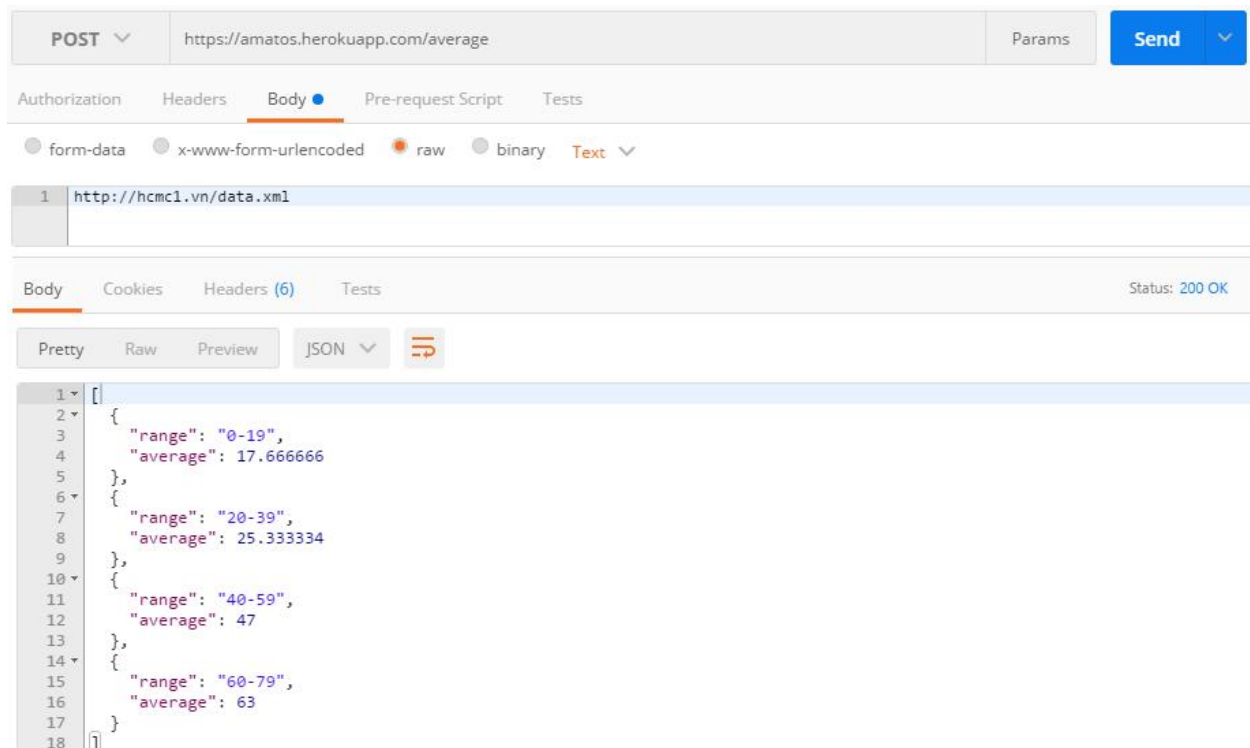 POST https://amatos.herokuapp.com/average Params Send
Authorization Headers Body Pre-request Script Tests
form-data x-www-form-urlencoded raw binary Text
1 http://hcmc1.vn/data.xml
Body Cookies Headers (6) Tests Status: 200 OK
Pretty Raw Preview JSON
1 [
2 {
3 "range": "0-19",
4 "average": 17.666666
5 },
6 {
7 "range": "20-39",
8 "average": 25.333334
9 },
10 {
11 "range": "40-59",
12 "average": 47
13 },
14 {
15 "range": "60-79",
16 "average": 63
17 }
18 ]